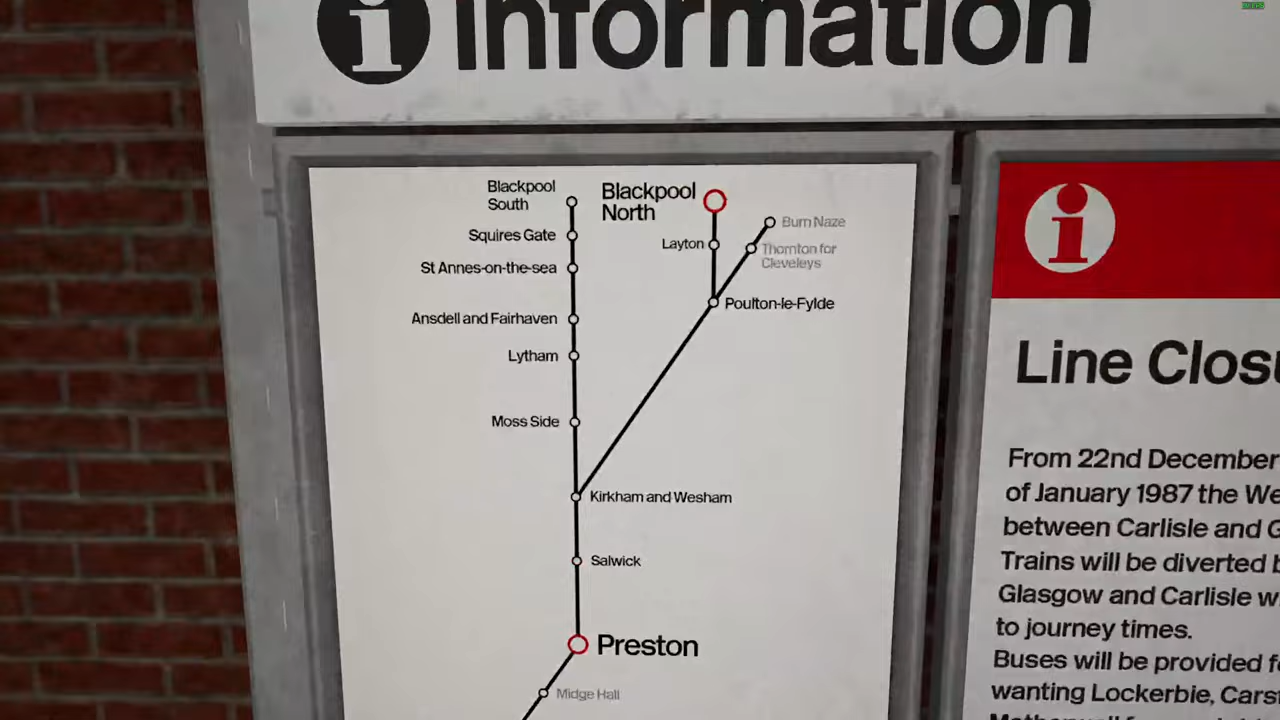 i Information
Blackpool
South
Blackpool
North
Squires Gate
Layton
Burn Naze
Thornton for
Cleveleys
St Annes-on-the-sea
Poulton-le-Fylde
Ansdell and Fairhaven
Lytham
Moss Side
Kirkham and Wesham
Salwick
Preston
Midge Hall
i
Line Clos
From 22nd December
of January 1987 the We
between Carlisle and G
Trains will be diverted b
Glasgow and Carlisle w
to journey times.
Buses will be provided f
wanting Lockerbie, Cars